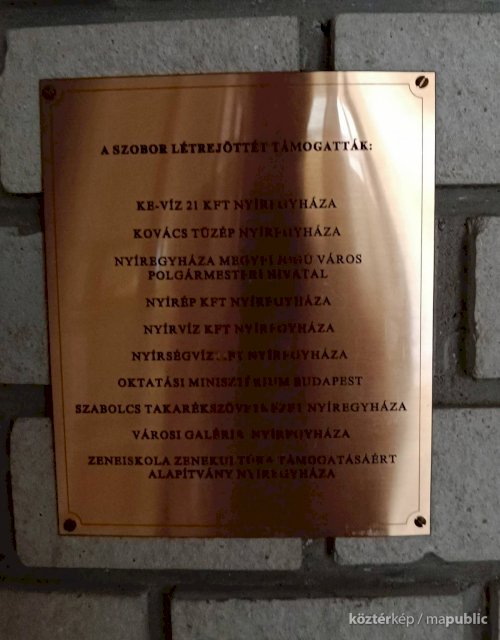 A SZOBOR LÉTREJÖTTÉT TÁMOGATTÁK:
KE-VÍZ 21 KFT NYÍREGYHÁZA
KOVÁCS TÜZÉP NYÍREGYHÁZA
NYÍREGYHÁZA MEGYEI JOGÚ VÁROS
POLGÁRMESTERI HIVATAL
NYÍRÉP KFT NYÍREGYHÁZA
NYÍRVÍZ KFT NYÍREGYHÁZA
NYÍRSÉGVÍZ KFT NYÍREGYHÁZA
OKTATÁSI MINISZTÉRIUM BUDAPEST
SZABOLCS TAKARÉKSZÖVETKEZET NYÍREGYHÁZA
VÁROSI GALÉRIA NYÍREGYHÁZA
ZENEISKOLA ZENEKULTÚRA TÁMOGATÁSÁÉRT
ALAPÍTVÁNY NYÍREGYHÁZA
köztérkép / mapublic